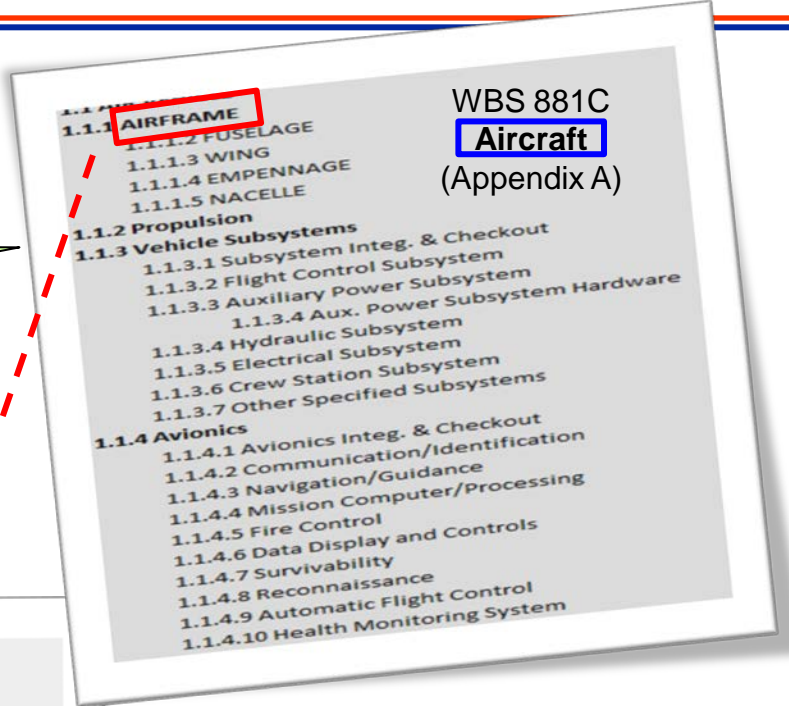 WBS 881C
Aircraft
(Appendix A)
1.1.1 AIRFRAME
1.1.1.2 FUSELAGE
1.1.1.3 WING
1.1.1.4 EMPENNAGE
1.1.1.5 NACELLE
1.1.2 Propulsion
1.1.3 Vehicle Subsystems
1.1.3.1 Subsystem Integ. & Checkout
1.1.3.2 Flight Control Subsystem
1.1.3.3 Auxiliary Power Subsystem
1.1.3.4 Aux. Power Subsystem Hardware
1.1.3.4 Hydraulic Subsystem
1.1.3.5 Electrical Subsystem
1.1.3.6 Crew Station Subsystem
1.1.3.7 Other Specified Subsystems
1.1.4 Avionics
1.1.4.1 Avionics Integ. & Checkout
1.1.4.2 Communication/Identification
1.1.4.3 Navigation/Guidance
1.1.4.4 Mission Computer/Processing
1.1.4.5 Fire Control
1.1.4.6 Data Display and Controls
1.1.4.7 Survivability
1.1.4.8 Reconnaissance
1.1.4.9 Automatic Flight Control
1.1.4.10 Health Monitoring System